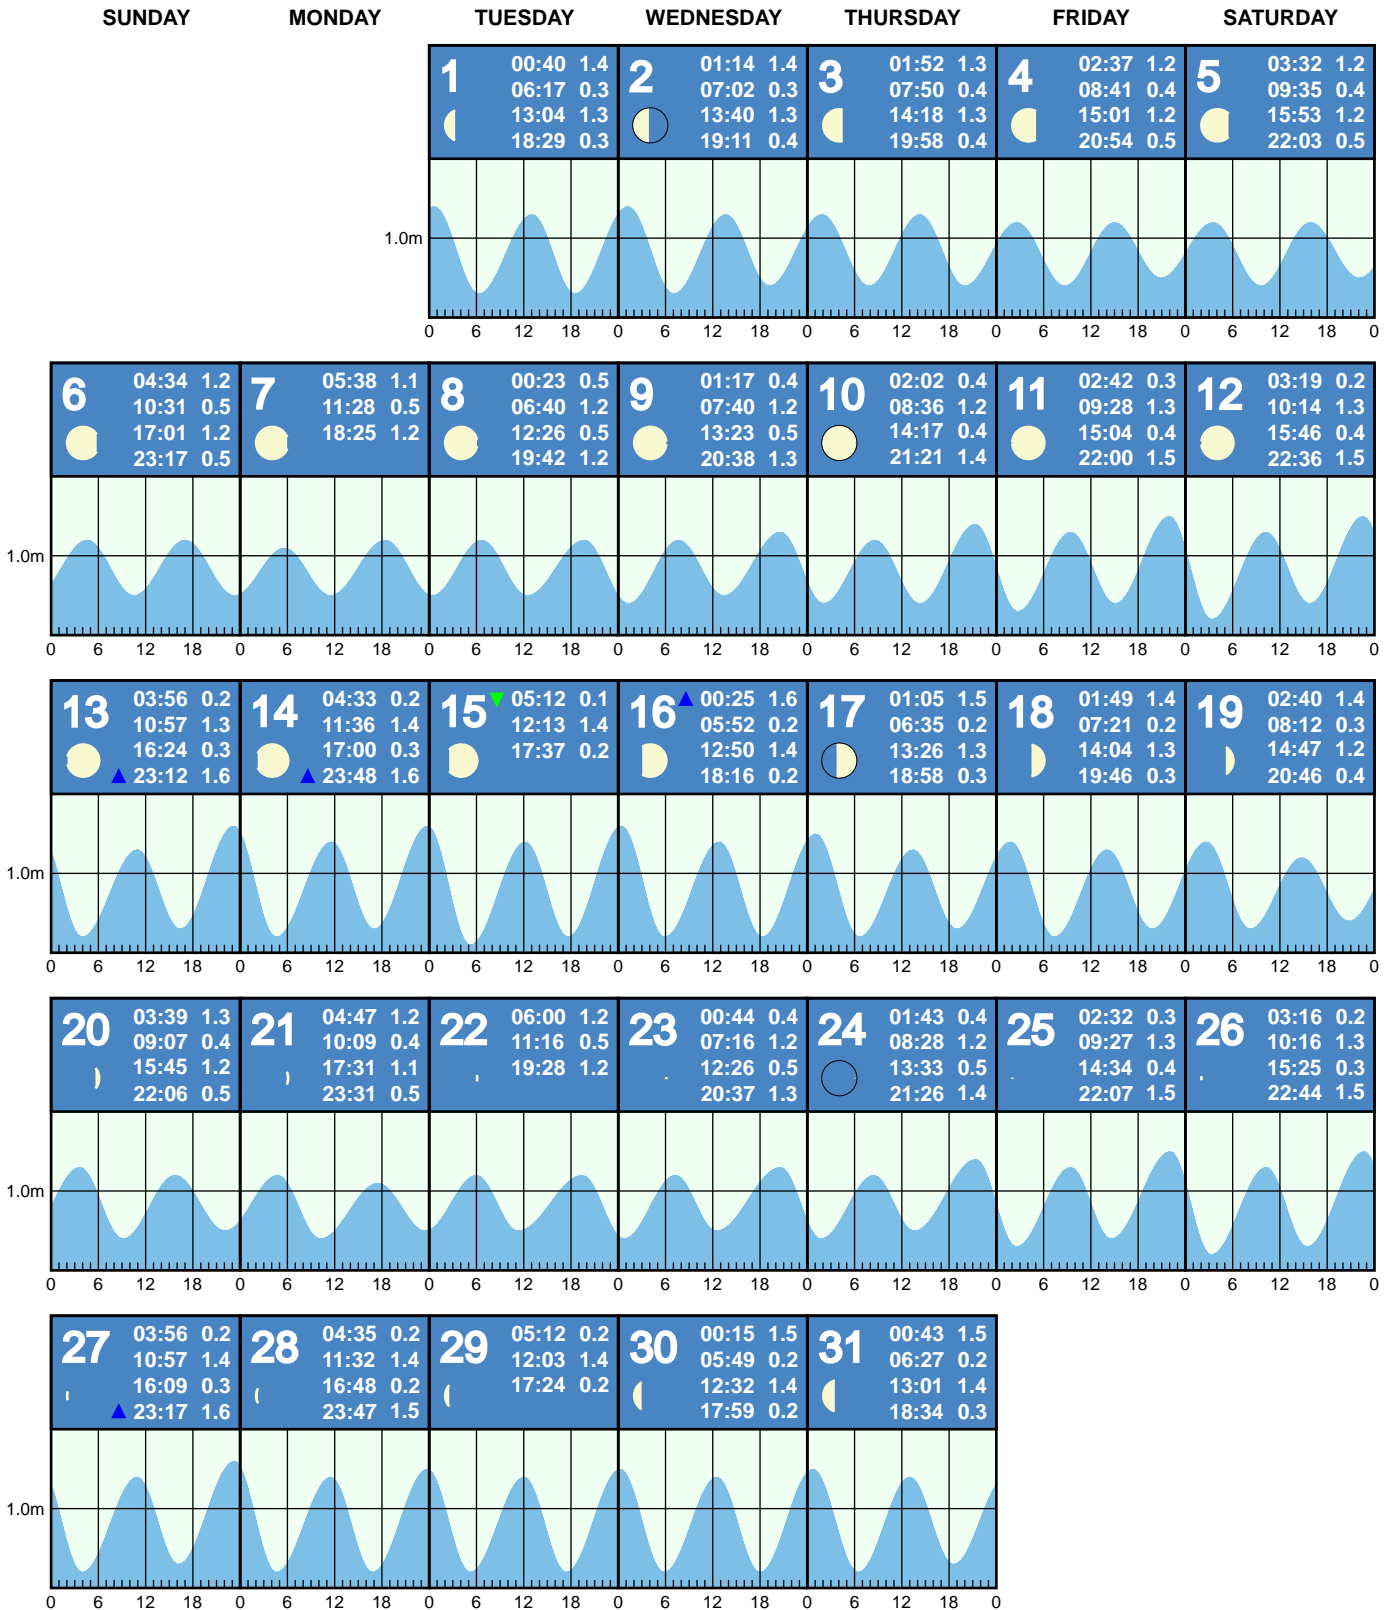 SUNDAY MONDAY TUESDAY WEDNESDAY THURSDAY FRIDAY SATURDAY
1 00:40 1.4
06:17 0.3
13:04 1.3
18:29 0.3
2 01:14 1.4
07:02 0.3
13:40 1.3
19:11 0.4
3 01:52 1.3
07:50 0.4
14:18 1.3
19:58 0.4
4 02:37 1.2
08:41 0.4
15:01 1.2
20:54 0.5
5 03:32 1.2
09:35 0.4
15:53 1.2
22:03 0.5
1.0m
0 6 12 18 0 6 12 18 0 6 12 18 0 6 12 18 0 6 12 18 0
6 04:34 1.2
10:31 0.5
17:01 1.2
23:17 0.5
7 05:38 1.1
11:28 0.5
18:25 1.2
8 00:23 0.5
06:40 1.2
12:26 0.5
19:42 1.2
9 01:17 0.4
07:40 1.2
13:23 0.5
20:38 1.3
10 02:02 0.4
08:36 1.2
14:17 0.4
21:21 1.4
11 02:42 0.3
09:28 1.3
15:04 0.4
22:00 1.5
12 03:19 0.2
10:14 1.3
15:46 0.4
22:36 1.5
1.0m
0 6 12 18 0 6 12 18 0 6 12 18 0 6 12 18 0 6 12 18 0 6 12 18 0 6 12 18 0
13 03:56 0.2
10:57 1.3
16:24 0.3
23:12 1.6
14 04:33 0.2
11:36 1.4
17:00 0.3
23:48 1.6
15 05:12 0.1
12:13 1.4
17:37 0.2
16 00:25 1.6
05:52 0.2
12:50 1.4
18:16 0.2
17 01:05 1.5
06:35 0.2
13:26 1.3
18:58 0.3
18 01:49 1.4
07:21 0.2
14:04 1.3
19:46 0.3
19 02:40 1.4
08:12 0.3
14:47 1.2
20:46 0.4
1.0m
0 6 12 18 0 6 12 18 0 6 12 18 0 6 12 18 0 6 12 18 0 6 12 18 0 6 12 18 0
20 03:39 1.3
09:07 0.4
15:45 1.2
22:06 0.5
21 04:47 1.2
10:09 0.4
17:31 1.1
23:31 0.5
22 06:00 1.2
11:16 0.5
19:28 1.2
23 00:44 0.4
07:16 1.2
12:26 0.5
20:37 1.3
24 01:43 0.4
08:28 1.2
13:33 0.5
21:26 1.4
25 02:32 0.3
09:27 1.3
14:34 0.4
22:07 1.5
26 03:16 0.2
10:16 1.3
15:25 0.3
22:44 1.5
1.0m
0 6 12 18 0 6 12 18 0 6 12 18 0 6 12 18 0 6 12 18 0 6 12 18 0 6 12 18 0
27 03:56 0.2
10:57 1.4
16:09 0.3
23:17 1.6
28 04:35 0.2
11:32 1.4
16:48 0.2
23:47 1.5
29 05:12 0.2
12:03 1.4
17:24 0.2
30 00:15 1.5
05:49 0.2
12:32 1.4
17:59 0.2
31 00:43 1.5
06:27 0.2
13:01 1.4
18:34 0.3
1.0m
0 6 12 18 0 6 12 18 0 6 12 18 0 6 12 18 0 6 12 18 0